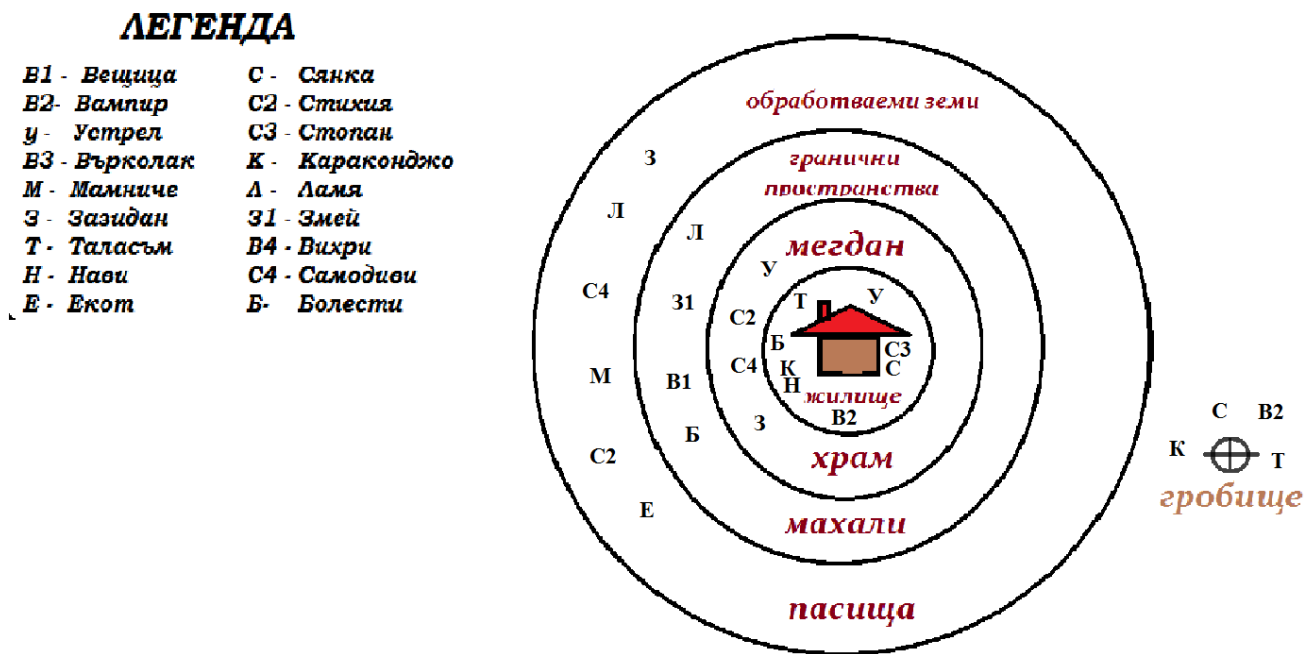 ЛЕГЕНДА
В1 - Вещица
В2- Вампир
у - Устрел
В3 - Върколак
М - Мамниче
З - Зазидан
Т - Таласъм
Н - Нави
Е - Екот
С - Сянка
С2 - Стихия
С3 - Стопан
К - Караконджо
Л - Ламя
З1 - Змей
В4 - Вихри
С4 - Самодиви
Б- Болести
обработваеми земи
З
гранични
пространства
Л
Л
мегдан
У
С4
З1
Т
У
С2
Б
С3
С4
К
С
М
В1
Н
жилище
В2
З
Б
С2
храм
Е
махали
пасища
С
В2
К
Т
гробище